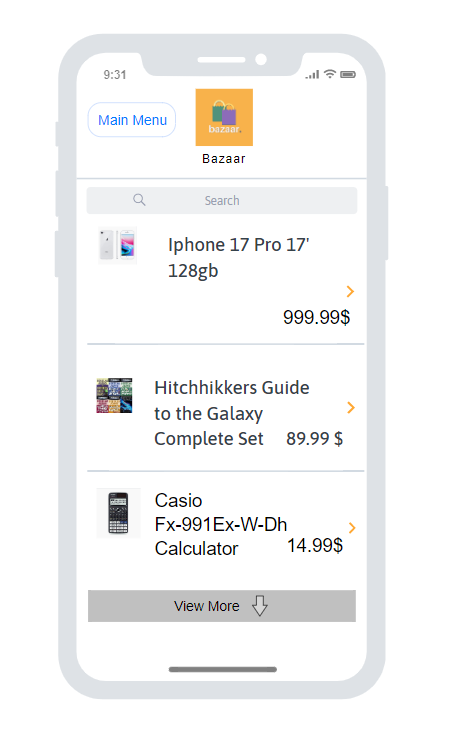 9:31
Main Menu
bazaar.
Bazaar
Search
Iphone 17 Pro 17'
128gb
999.99$
Hitchhikkers Guide
to the Galaxy
Complete Set 89.99 $
Casio
Fx-991Ex-W-Dh
Calculator 14.99$
View More